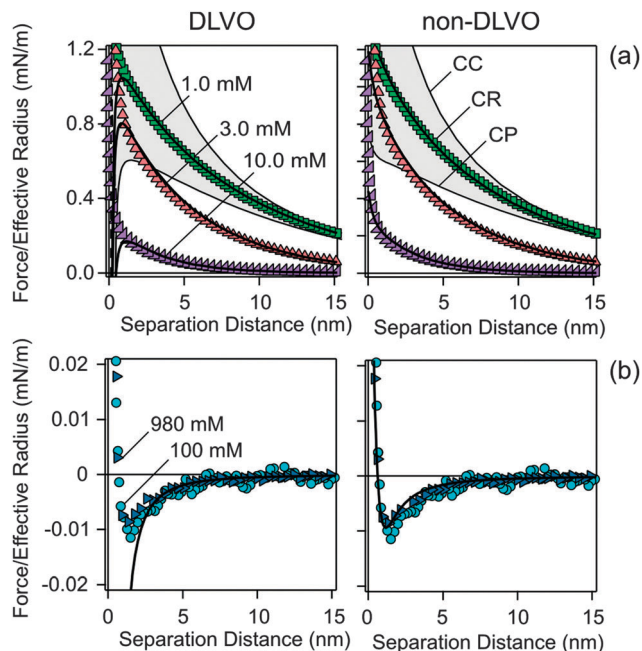 DLVO
non-DLVO
(a)
Force/Effective Radius (mN/m)
1.2
0.8
0.4
0.0
1.0 mM
3.0 mM
10.0 mM
CC
CR
CP
0
5
10
15
0
5
10
15
Separation Distance (nm)
Separation Distance (nm)
(b)
Force/Effective Radius (mN/m)
0.02
0.01
0
-0.01
-0.02
980 mM
100 mM
0
5
10
15
0
5
10
15
Separation Distance (nm)
Separation Distance (nm)